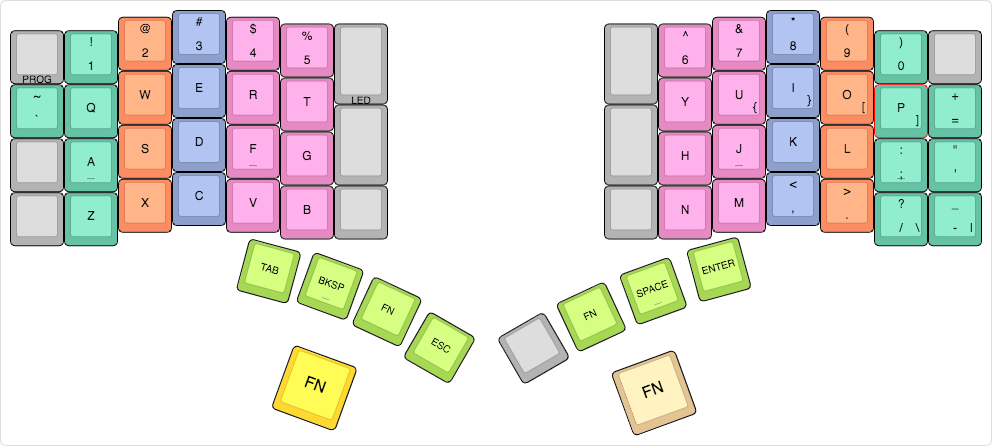 ! 1
@ 2
# 3
$ 4
% 5
^ 6
& 7
* 8
( 9
) 0
PROG
LED
~ `
Q
W
E
R
T
Y
U {
I }
O [
P ]
+ =
A _
S
D
F _
G
H
J _
K
L
: ; _
" '
Z
X
C
V
B
N
M
< ,
> .
? / \
_ - |
TAB
BKSP _
FN
ESC
FN
SPACE _
ENTER
FN
FN